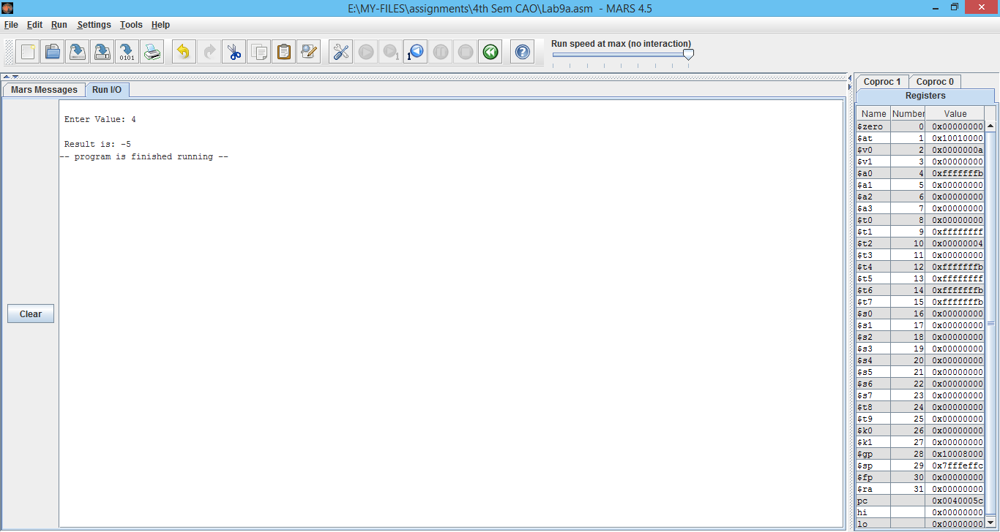 E:\MY-FILES\assignments\4th Sem CAO\Lab9a.asm - MARS 4.5
File Edit Run Settings Tools Help
Run speed at max (no interaction)
0101
1
1
Mars Messages Run I/O
Enter Value: 4
Result is: -5
-- program is finished running --
Clear
Coproc 1 Coproc 0
Registers
Name Number Value
$zero 0 0x00000000
$at 1 0x10010000
$v0 2 0x0000000a
$v1 3 0x00000000
$a0 4 0xfffffffb
$a1 5 0x00000000
$a2 6 0x00000000
$a3 7 0x00000000
$t0 8 0x00000000
$t1 9 0xffffffff
$t2 10 0x00000004
$t3 11 0x00000000
$t4 12 0xfffffffb
$t5 13 0xffffffff
$t6 14 0xfffffffb
$t7 15 0xfffffffb
$s0 16 0x00000000
$s1 17 0x00000000
$s2 18 0x00000000
$s3 19 0x00000000
$s4 20 0x00000000
$s5 21 0x00000000
$s6 22 0x00000000
$s7 23 0x00000000
$t8 24 0x00000000
$t9 25 0x00000000
$k0 26 0x00000000
$k1 27 0x00000000
$gp 28 0x10008000
$sp 29 0x7fffeffc
$fp 30 0x00000000
$ra 31 0x00000000
pc 0x0040005c
hi 0x00000000
lo 0x00000000